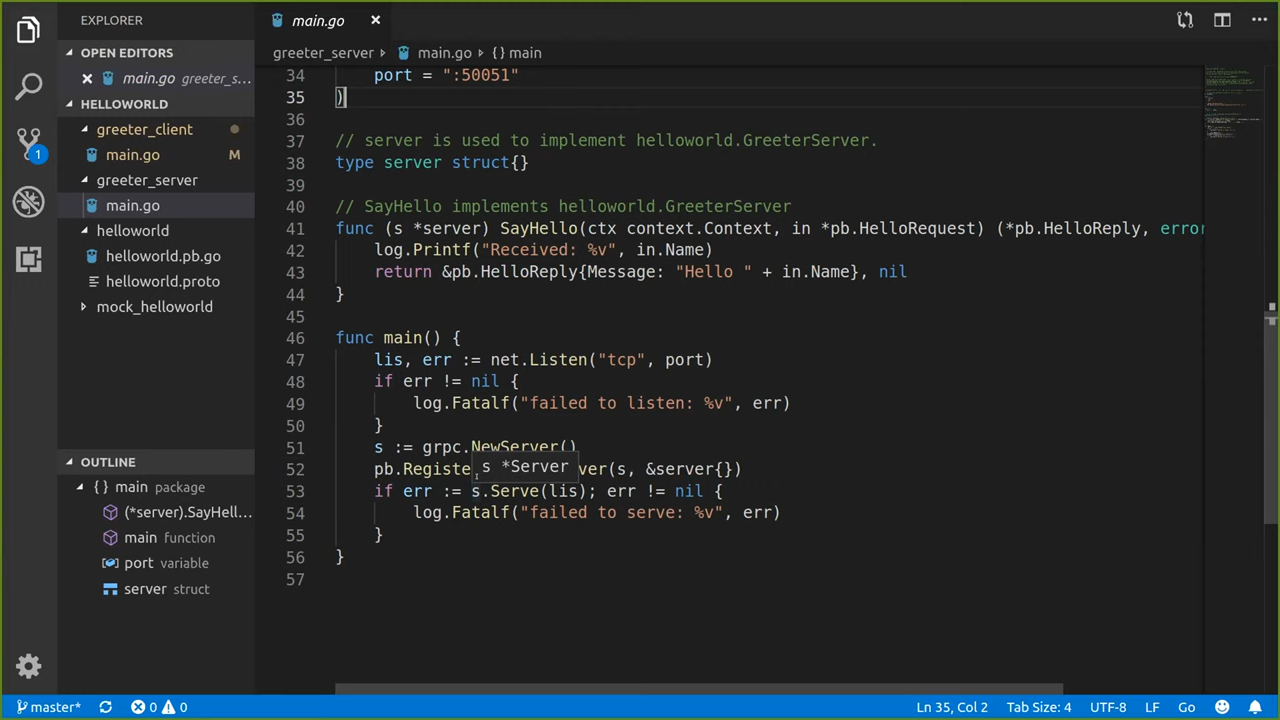 EXPLORER
OPEN EDITORS
main.go greeter_s...
HELLOWORLD
greeter_client
main.go M
greeter_server
main.go
helloworld
helloworld.pb.go
helloworld.proto
mock_helloworld
OUTLINE
{} main package
(*server).SayHell...
main function
port variable
server struct
1
main.go
greeter_server main.go {} main
34 port = ":50051"
35 )
36
37 // server is used to implement helloworld.GreeterServer.
38 type server struct{}
39
40 // SayHello implements helloworld.GreeterServer
41 func (s *server) SayHello(ctx context.Context, in *pb.HelloRequest) (*pb.HelloReply, error
42 log.Printf("Received: %v", in.Name)
43 return &pb.HelloReply{Message: "Hello " + in.Name}, nil
44 }
45
46 func main() {
47 lis, err := net.Listen("tcp", port)
48 if err != nil {
49 log.Fatalf("failed to listen: %v", err)
50 }
51 s := grpc.NewServer()
s *Server
52 pb.Registe ver(s, &server{})
53 if err := s.Serve(lis); err != nil {
54 log.Fatalf("failed to serve: %v", err)
55 }
56 }
57
master* 0 0 Ln 35, Col 2 Tab Size: 4 UTF-8 LF Go